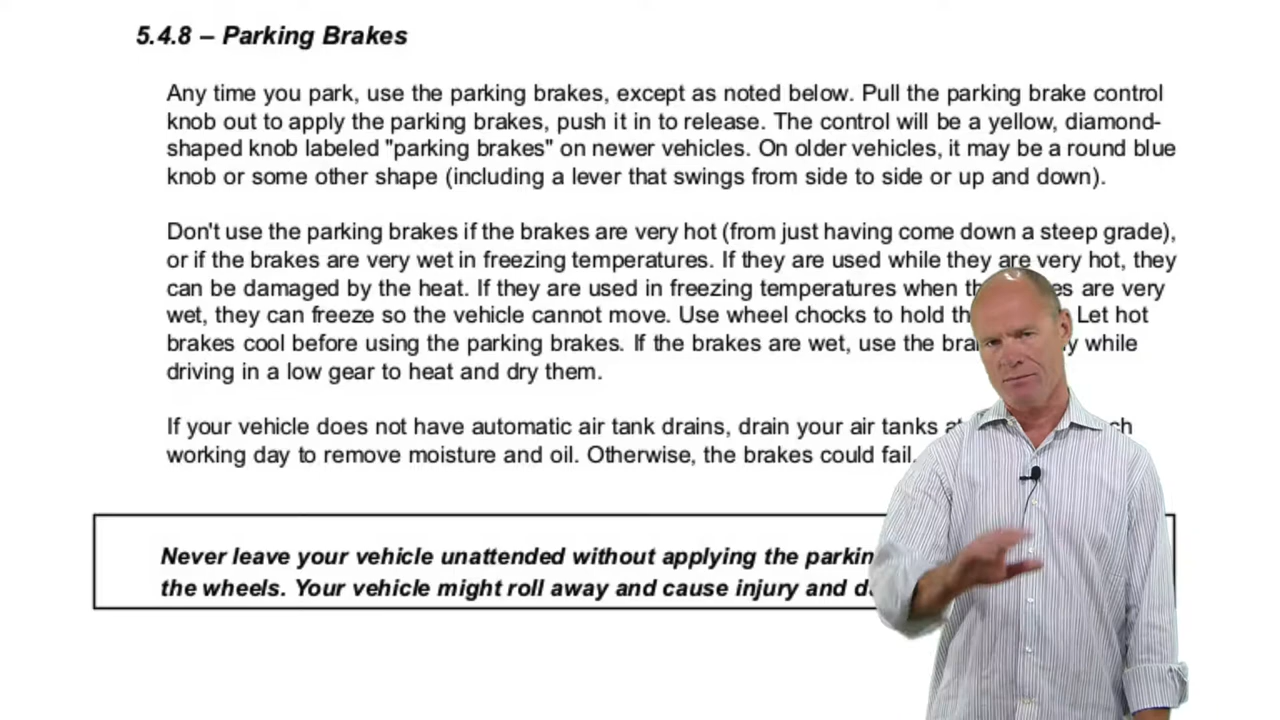 5.4.8 – Parking Brakes
Any time you park, use the parking brakes, except as noted below. Pull the parking brake control
knob out to apply the parking brakes, push it in to release. The control will be a yellow, diamond-
shaped knob labeled "parking brakes" on newer vehicles. On older vehicles, it may be a round blue
knob or some other shape (including a lever that swings from side to side or up and down).
Don't use the parking brakes if the brakes are very hot (from just having come down a steep grade),
or if the brakes are very wet in freezing temperatures. If they are used while they are very hot, they
can be damaged by the heat. If they are used in freezing temperatures when are very
wet, they can freeze so the vehicle cannot move. Use wheel chocks to hold Let hot
brakes cool before using the parking brakes. If the brakes are wet, use the while
driving in a low gear to heat and dry them.
If your vehicle does not have automatic air tank drains, drain your air tanks
working day to remove moisture and oil. Otherwise, the brakes could fail.
Never leave your vehicle unattended without applying the
the wheels. Your vehicle might roll away and cause injury and